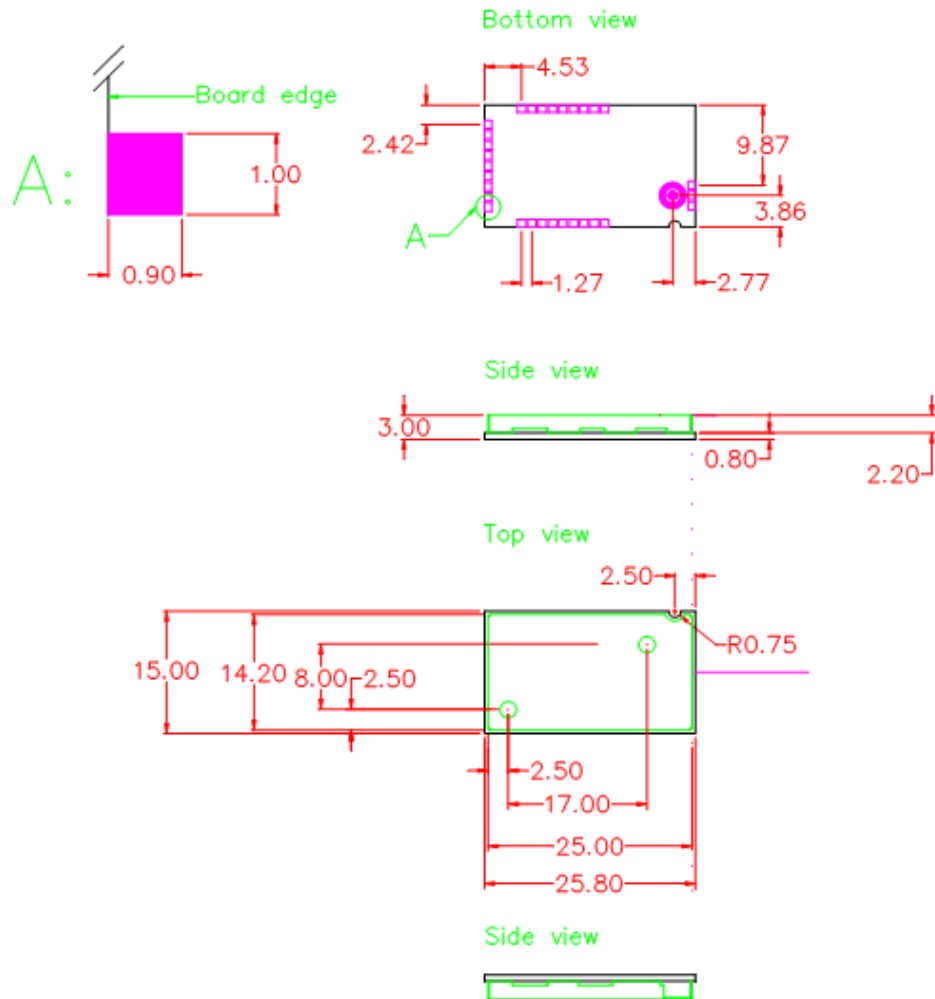 Bottom view
4.53
Board edge
2.42
9.87
A:
1.00
3.86
A
0.90
1.27
2.77
Side view
3.00
0.80
2.20
Top view
2.50
R0.75
15.00
14.20
8.00
2.50
2.50
17.00
25.00
25.80
Side view